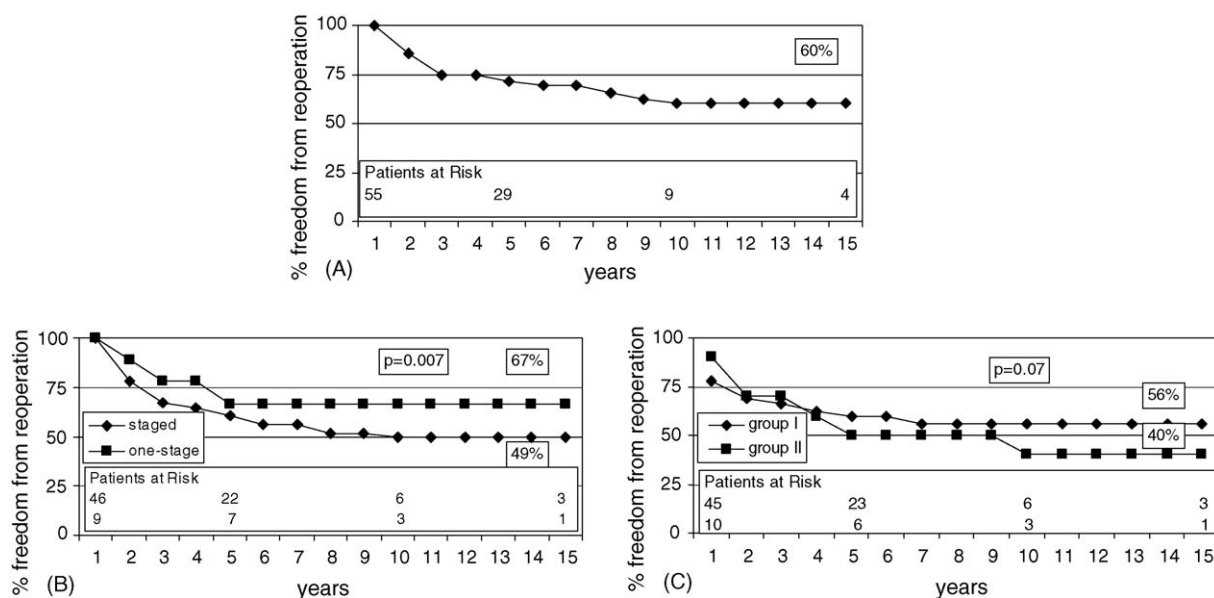 % freedom from reoperation
100
75
50
25
0
60%
Patients at Risk
55 29 9 4
1 2 3 4 5 6 7 8 9 10 11 12 13 14 15
(A)
years
% freedom from reoperation
100
75
50
25
0
p=0.007
67%
staged
one-stage
49%
Patients at Risk
46 22 6 3
9 7 3 1
1 2 3 4 5 6 7 8 9 10 11 12 13 14 15
(B)
years
% freedom from reoperation
100
75
50
25
0
p=0.07
56%
group I
group II
40%
Patients at Risk
45 23 6 3
10 6 3 1
1 2 3 4 5 6 7 8 9 10 11 12 13 14 15
(C)
years